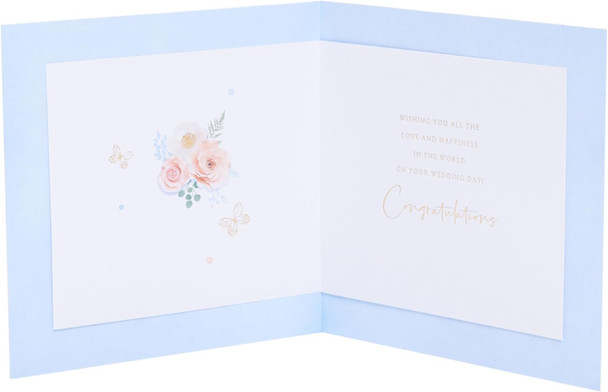 WISHING YOU ALL THE
LOVE AND HAPPINESS
IN THE WORLD
ON YOUR WEDDING DAY!
Congratulations